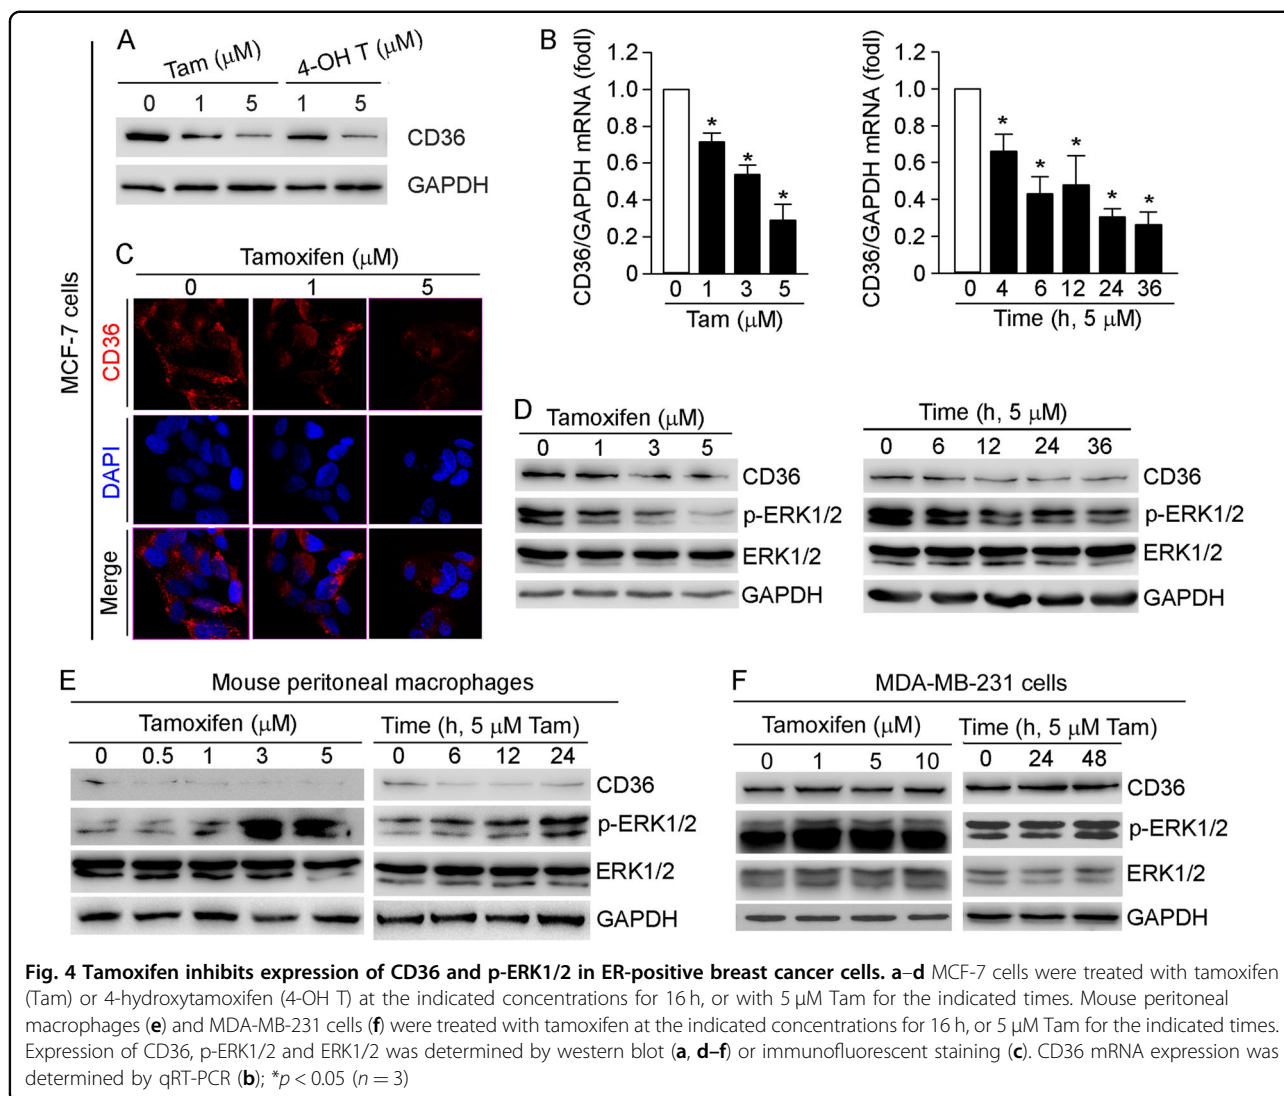 A
Tam (μM)
4-OH T (μM)
0 1 5 1 5
CD36
GAPDH
B
CD36/GAPDH mRNA (fodl)
1.2
1.0
0.8
0.6
0.4
0.2
0
*
*
*
0 1 3 5
Tam (μM)
CD36/GAPDH mRNA (fodl)
1.2
1.0
0.8
0.6
0.4
0.2
0
*
*
*
*
*
0 4 6 12 24 36
Time (h, 5 μM)
MCF-7 cells
C
Tamoxifen (μM)
0 1 5
CD36
DAPI
Merge
D
Tamoxifen (μM)
0 1 3 5
CD36
p-ERK1/2
ERK1/2
GAPDH
Time (h, 5 μM)
0 6 12 24 36
CD36
p-ERK1/2
ERK1/2
GAPDH
E
Mouse peritoneal macrophages
Tamoxifen (μM)
Time (h, 5 μM Tam)
0 0.5 1 3 5
0 6 12 24
CD36
p-ERK1/2
ERK1/2
GAPDH
F
MDA-MB-231 cells
Tamoxifen (μM)
Time (h, 5 μM Tam)
0 1 5 10
0 24 48
CD36
p-ERK1/2
ERK1/2
GAPDH
Fig. 4 Tamoxifen inhibits expression of CD36 and p-ERK1/2 in ER-positive breast cancer cells. a–d MCF-7 cells were treated with tamoxifen
(Tam) or 4-hydroxytamoxifen (4-OH T) at the indicated concentrations for 16 h, or with 5 μM Tam for the indicated times. Mouse peritoneal
macrophages (e) and MDA-MB-231 cells (f) were treated with tamoxifen at the indicated concentrations for 16 h, or 5 μM Tam for the indicated times.
Expression of CD36, p-ERK1/2 and ERK1/2 was determined by western blot (a, d–f) or immunofluorescent staining (c). CD36 mRNA expression was
determined by qRT-PCR (b); *p < 0.05 (n = 3)